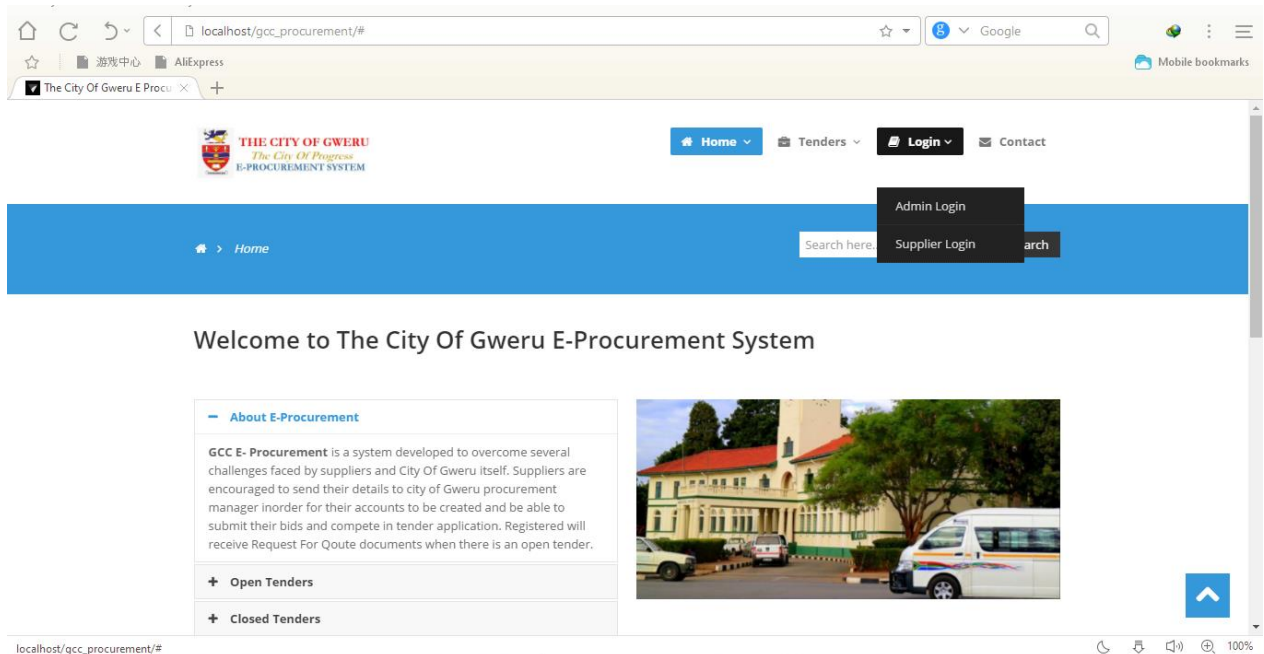 localhost/gcc_procurement/#
Google
游戏中心 AliExpress
Mobile bookmarks
The City Of Gweru E Procu
THE CITY OF GWERU
The City Of Progress
E-PROCUREMENT SYSTEM
Home Tenders Login Contact
Admin Login
Supplier Login
Home
Search here.. arch
Welcome to The City Of Gweru E-Procurement System
About E-Procurement
GCC E- Procurement is a system developed to overcome several
challenges faced by suppliers and City Of Gweru itself. Suppliers are
encouraged to send their details to city of Gweru procurement
manager inorder for their accounts to be created and be able to
submit their bids and compete in tender application. Registered will
receive Request For Qoute documents when there is an open tender.
+ Open Tenders
+ Closed Tenders
localhost/gcc_procurement/#
100%